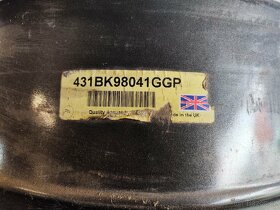 431BK98041GGP
Quality
in the UK